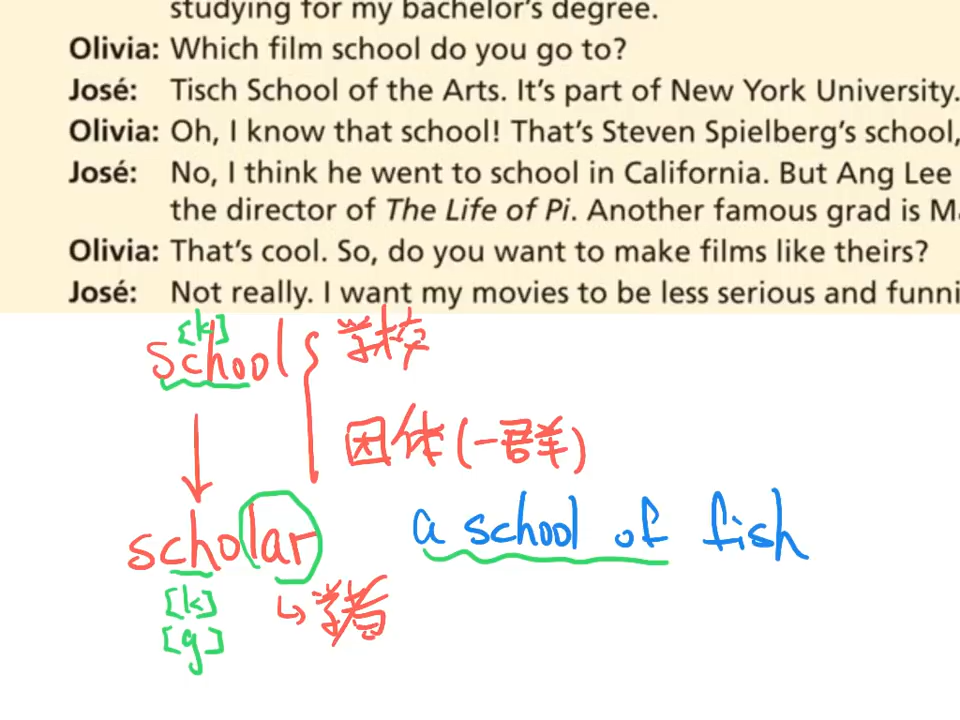 studying for my bachelor's degree.
Olivia: Which film school do you go to?
José: Tisch School of the Arts. It's part of New York University.
Olivia: Oh, I know that school! That's Steven Spielberg's school,
José: No, I think he went to school in California. But Ang Lee
the director of The Life of Pi. Another famous grad is Ma
Olivia: That's cool. So, do you want to make films like theirs?
José: Not really. I want my movies to be less serious and funni
[k]
school 学校
团体(一群)
scholar a school of fish
[k] 学者
[g]